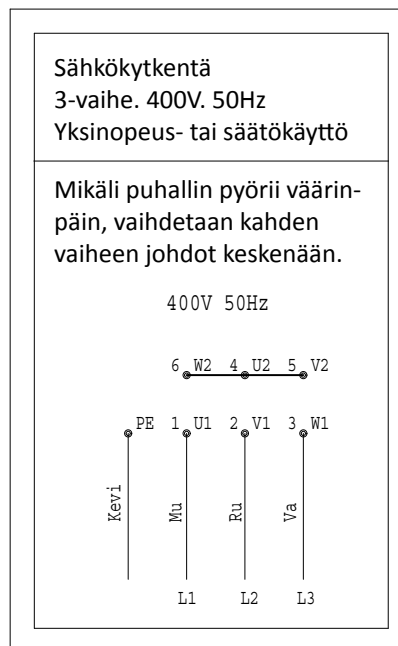 Sähkökytkentä
3-vaihe. 400V. 50Hz
Yksinopeus- tai säätökäyttö
Mikäli puhallin pyörii väärin-
päin, vaihdetaan kahden
vaiheen johdot keskenään.
400V 50Hz
6 W2 4 U2 5 V2
PE 1 U1 2 V1 3 W1
Kevi Mu Ru Va
L1 L2 L3